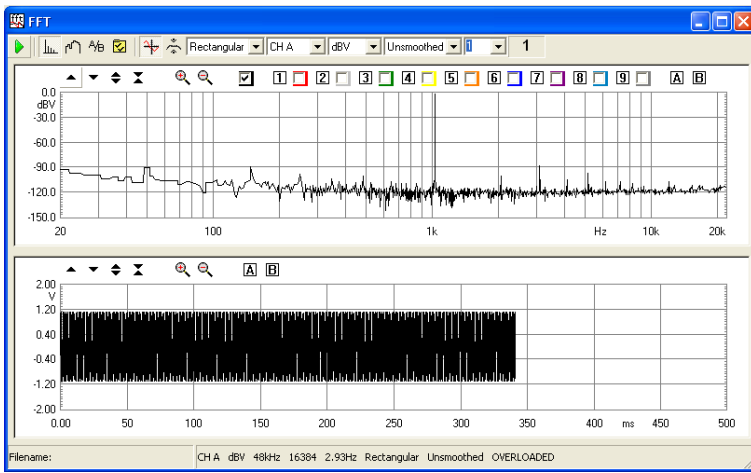 FFT
A/B Rectangular CH A dBV Unsmoothed 1 1
1 2 3 4 5 6 7 8 9 A B
0.0
dBV
-30.0
-60.0
-90.0
-120.0
-150.0
20 100 1k Hz 10k 20k
A B
2.00
V
1.20
0.40
-0.40
-1.20
-2.00
0.00 50 100 150 200 250 300 350 400 ms 450 500
Filename: CH A dBV 48kHz 16384 2.93Hz Rectangular Unsmoothed OVERLOADED